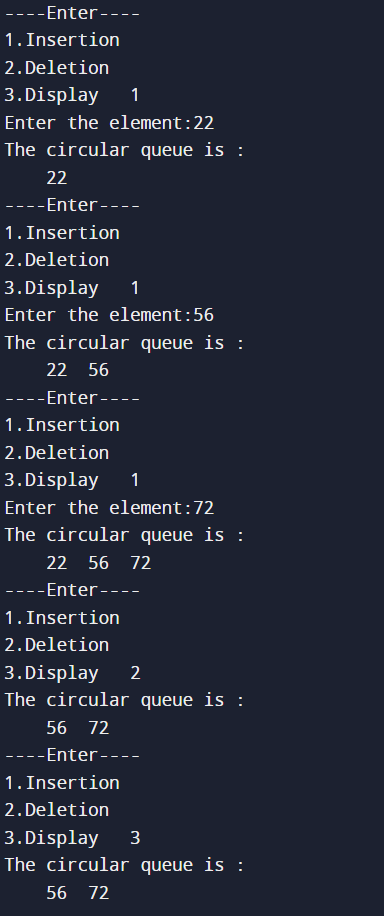 ----Enter----
1.Insertion
2.Deletion
3.Display   1
Enter the element:22
The circular queue is :
    22
----Enter----
1.Insertion
2.Deletion
3.Display   1
Enter the element:56
The circular queue is :
    22  56
----Enter----
1.Insertion
2.Deletion
3.Display   1
Enter the element:72
The circular queue is :
    22  56  72
----Enter----
1.Insertion
2.Deletion
3.Display   2
The circular queue is :
    56  72
----Enter----
1.Insertion
2.Deletion
3.Display   3
The circular queue is :
    56  72